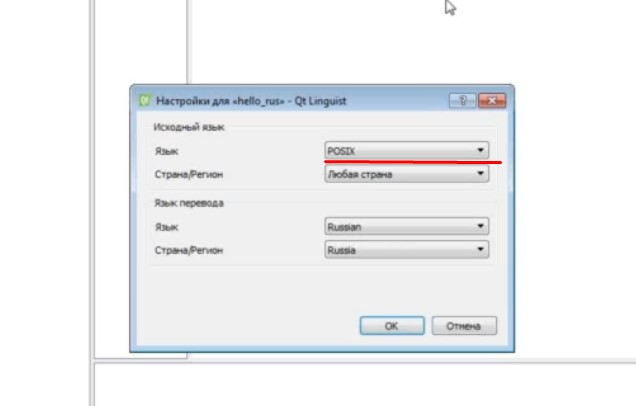 Настройки для «hello_rus» - Qt Linguist
Исходный язык
Язык POSIX
Страна/Регион Любая страна
Язык перевода
Язык Russian
Страна/Регион Russia
OK Отмена